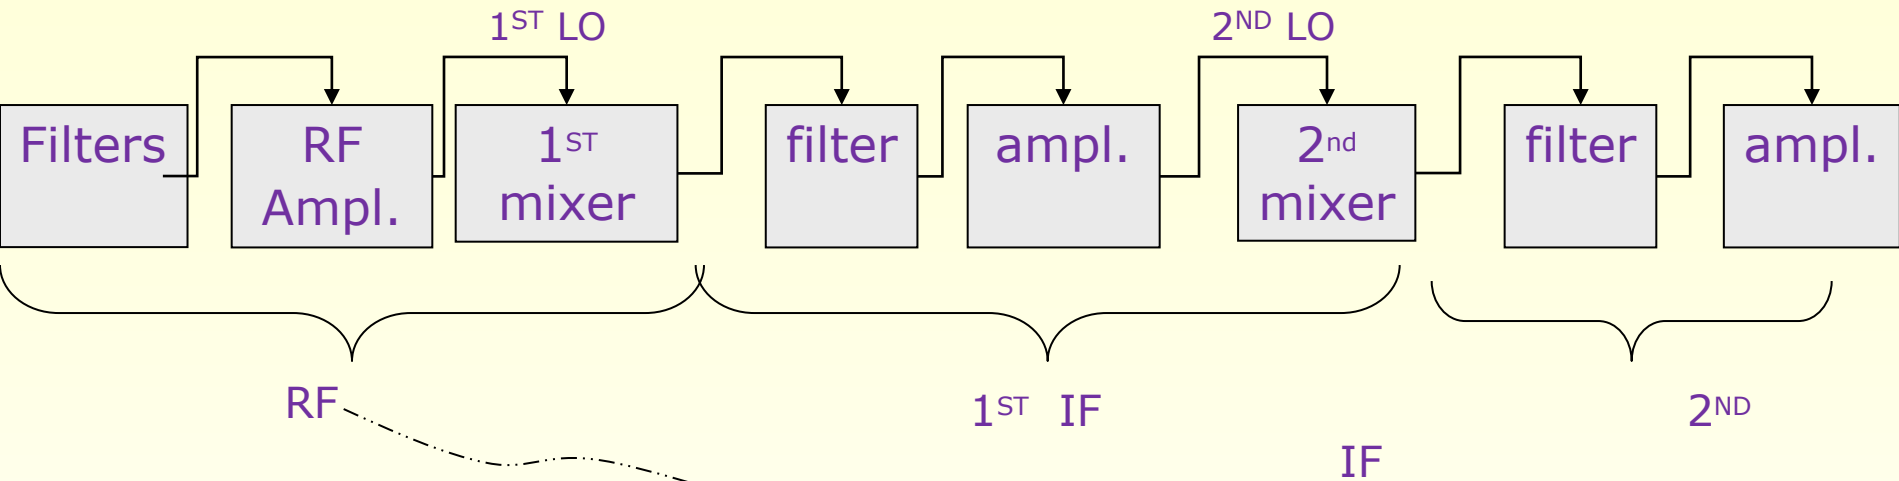 1ST LO
2ND LO
Filters
RF
Ampl.
1ST
mixer
filter
ampl.
2nd
mixer
filter
ampl.
RF
1ST IF
2ND
IF